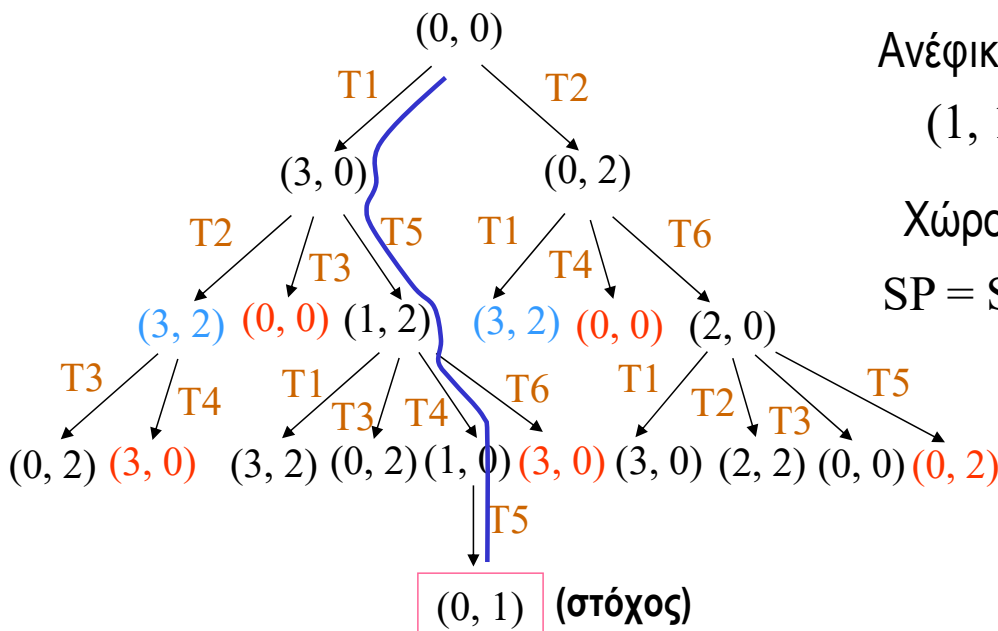 (0, 0)
Ανέφικ
T1 T2
(1, 1
(3, 0) (0, 2)
Χώρο
T2 T3 T5 T1 T4 T6
SP = S
(3, 2) (0, 0) (1, 2) (3, 2) (0, 0) (2, 0)
T3 T4 T1 T3 T4 T6 T1 T2 T3 T5
(0, 2) (3, 0) (3, 2) (0, 2) (1, 0) (3, 0) (3, 0) (2, 2) (0, 0) (0, 2)
T5
(0, 1) (στόχος)